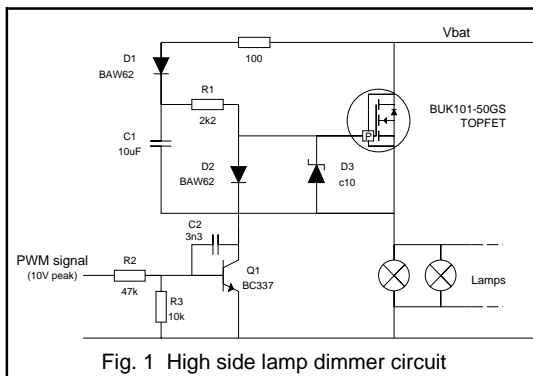 Vbat
D1
BAW62
100
R1
2k2
BUK101-50GS
TOPFET
P
C1
10uF
D2
BAW62
D3
c10
C2
3n3
PWM signal
(10V peak)
R2
47k
Q1
BC337
Lamps
R3
10k
Fig. 1 High side lamp dimmer circuit